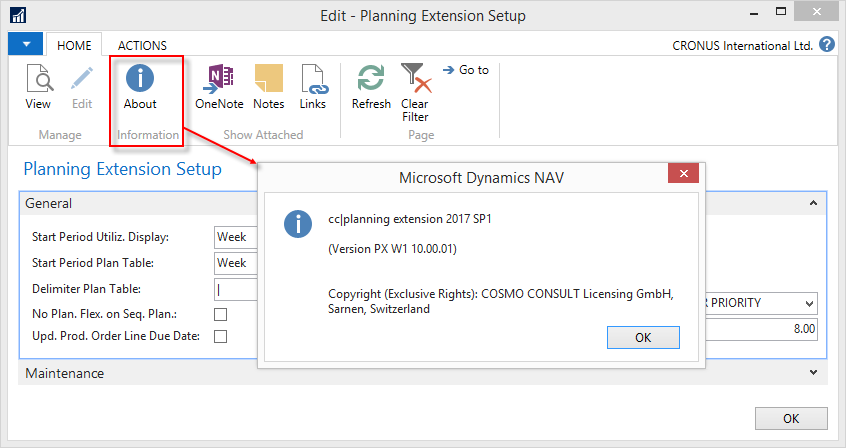 Edit - Planning Extension Setup
HOME
ACTIONS
CRONUS International Ltd.
View
Edit
About
OneNote
Notes
Links
Refresh
Clear
Filter
Go to
Manage
Information
Show Attached
Page
Planning Extension Setup
General
Start Period Utiliz. Display:
Week
Start Period Plan Table:
Week
Delimiter Plan Table:
|
No Plan. Flex. on Seq. Plan.:
Upd. Prod. Order Line Due Date:
PRIORITY
8.00
Microsoft Dynamics NAV
cc|planning extension 2017 SP1
(Version PX W1 10.00.01)
Copyright (Exclusive Rights): COSMO CONSULT Licensing GmbH,
Sarnen, Switzerland
OK
Maintenance
OK